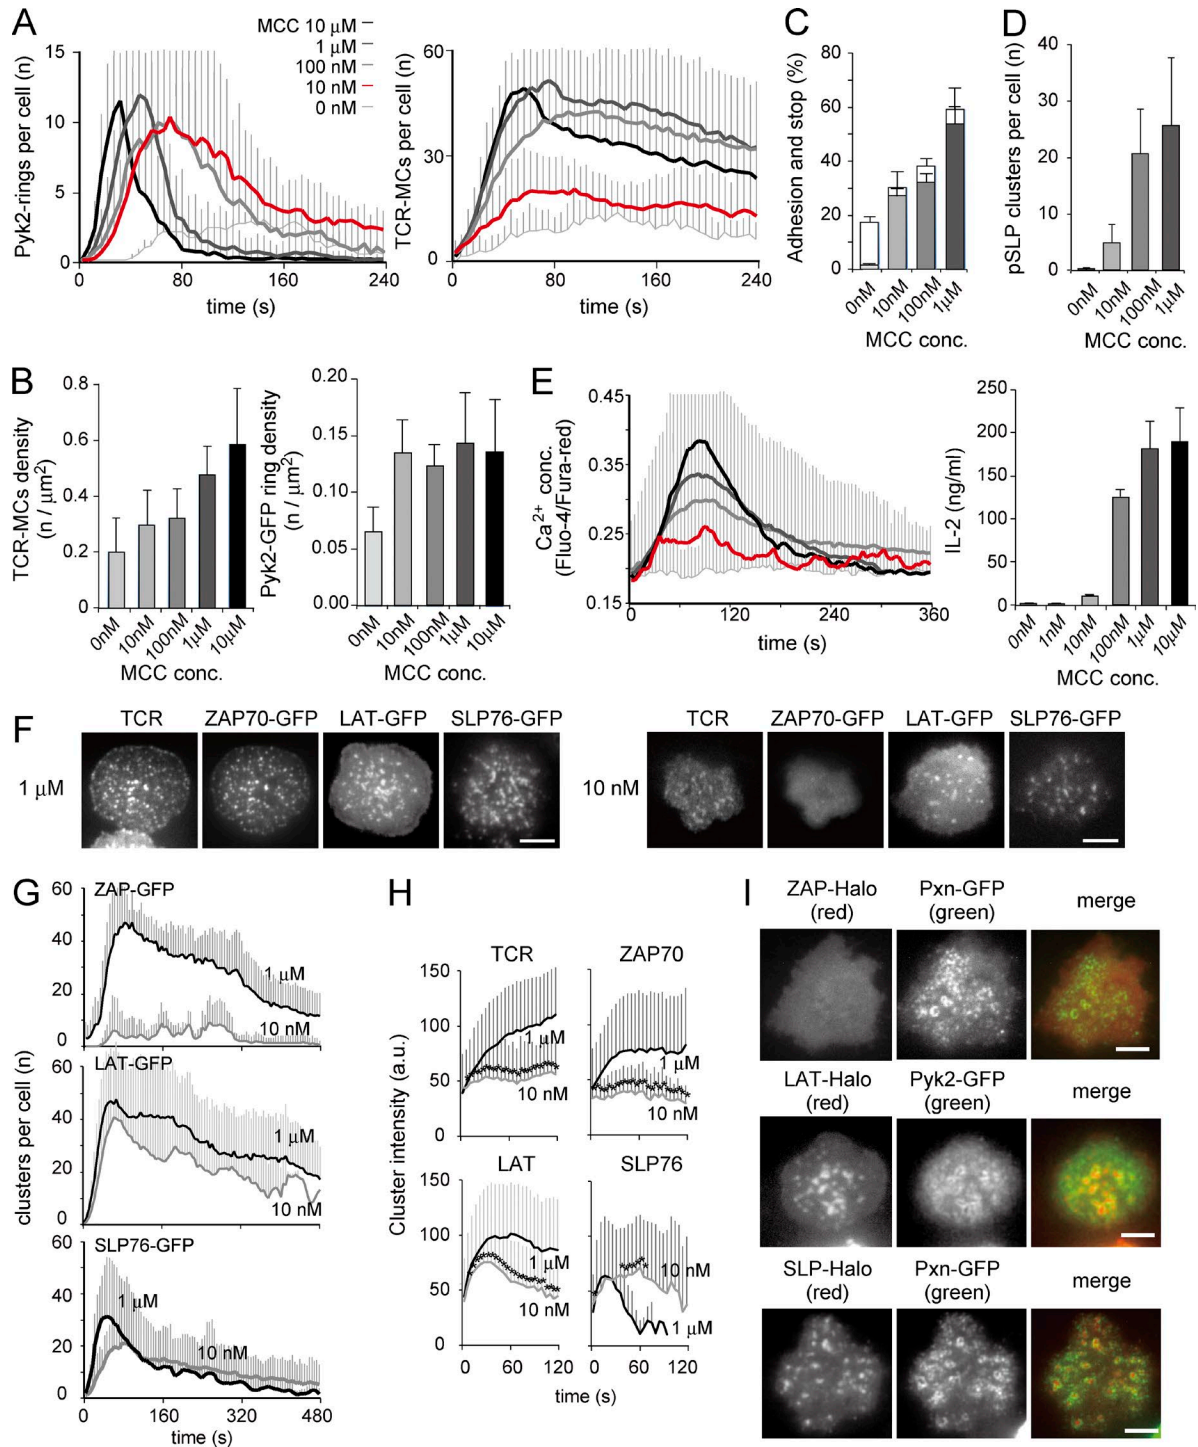 A
MCC 10 μM
1 μM
100 nM
10 nM
0 nM
Pyk2-rings per cell (n)
15
10
5
0
0 80 160 240
time (s)
TCR-MCs per cell (n)
60
30
0
0 80 160 240
time (s)
C
Adhesion and stop (%)
80
60
40
20
0
0nM 10nM 100nM 1μM
MCC conc.
D
pSLP clusters per cell (n)
40
30
20
10
0
0nM 10nM 100nM 1μM
MCC conc.
B
TCR-MCs density
(n / μm2)
0.8
0.6
0.4
0.2
0
0nM 10nM 100nM 1μM 10μM
MCC conc.
Pyk2-GFP ring density
(n / μm2)
0.20
0.15
0.10
0.05
0.00
0nM 10nM 100nM 1μM 10μM
MCC conc.
E
Ca2+ conc.
(Fluo-4/Fura-red)
0.45
0.35
0.25
0.15
0 120 240 360
time (s)
IL-2 (ng/ml)
250
200
150
100
50
0
0nM 1nM 10nM 100nM 1μM 10μM
MCC conc.
F
TCR ZAP70-GFP LAT-GFP SLP76-GFP
1 μM
TCR ZAP70-GFP LAT-GFP SLP76-GFP
10 nM
G
clusters per cell (n)
ZAP-GFP
60
40
20
0
1 μM
10 nM
LAT-GFP
60
40
20
0
1 μM
10 nM
SLP76-GFP
60
40
20
0
1 μM
10 nM
0 160 320 480
time (s)
H
Cluster intensity (a.u.)
TCR ZAP70
150
100
50
0
1 μM
10 nM
1 μM
10 nM
LAT SLP76
150
100
50
0
1 μM
10 nM
10 nM
1 μM
0 60 120 0 60 120
time (s)
I
ZAP-Halo
(red)
Pxn-GFP
(green)
merge
LAT-Halo
(red)
Pyk2-GFP
(green)
merge
SLP-Halo
(red)
Pxn-GFP
(green)
merge